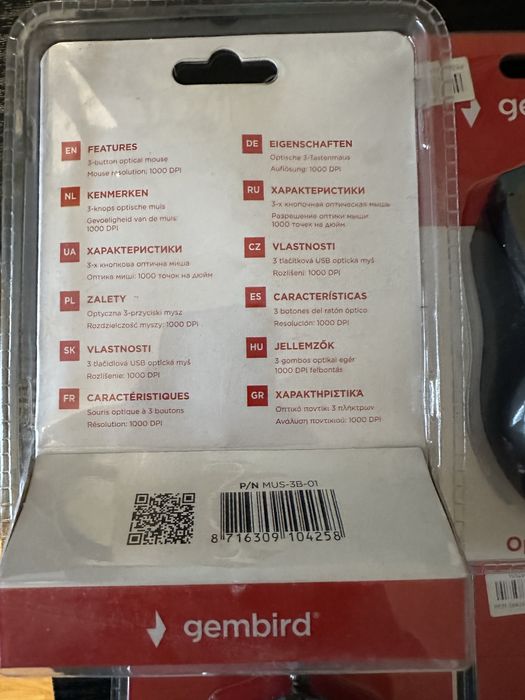 EN FEATURES
3-button optical mouse
Mouse resolution: 1000 DPI
NL KENMERKEN
3-knops optische muis
Gevoeligheid van de muis:
1000 DPI
UA ХАРАКТЕРИСТИКИ
3-х кнопкова оптична миша
Оптика миші: 1000 точок на дюйм
PL ZALETY
Optyczna 3-przyciski mysz
Rozdzielczość myszy: 1000 DPI
SK VLASTNOSTI
3 tlačidlová USB optická myš
Rozlíšenie: 1000 DPI
FR CARACTÉRISTIQUES
Souris optique à 3 boutons
Résolution: 1000 DPI
DE EIGENSCHAFTEN
Optische 3-Tastenmaus
Auflösung: 1000 DPI
RU ХАРАКТЕРИСТИКИ
3-х кнопочная оптическая мышь
Разрешение оптики мыши:
1000 точек на дюйм
CZ VLASTNOSTI
3 tlačítková USB optická myš
Rozlišení: 1000 DPI
ES CARACTERÍSTICAS
3 botones del ratón óptico
Resolución: 1000 DPI
HU JELLEMZŐK
3 gombos optikai egér
1000 DPI felbontás
GR ΧΑΡΑΚΤΗΡΙΣΤΙΚΆ
Οπτικό ποντίκι 3 πλήκτρων
Ανάλυση ποντικιού: 1000 DPI
P/N MUS-3B-01
8 716309 104258
gembird
ge
op